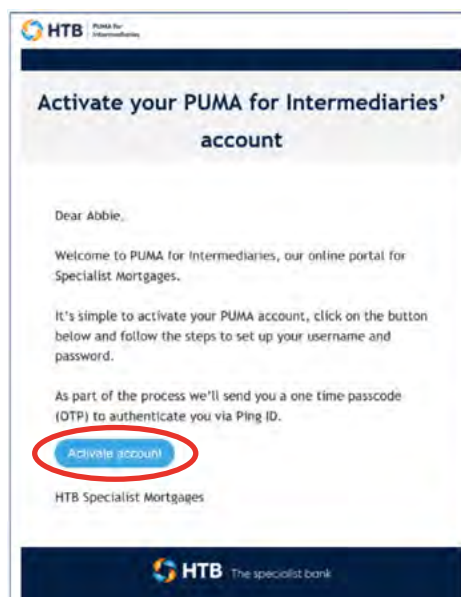 HTB PUMA for
Intermediaries
Activate your PUMA for Intermediaries'
account
Dear Abbie,
Welcome to PUMA for Intermediaries, our online portal for
Specialist Mortgages.
It's simple to activate your PUMA account, click on the button
below and follow the steps to set up your username and
password.
As part of the process we'll send you a one time passcode
(OTP) to authenticate you via Ping ID.
Activate account
HTB Specialist Mortgages
HTB The specialist bank